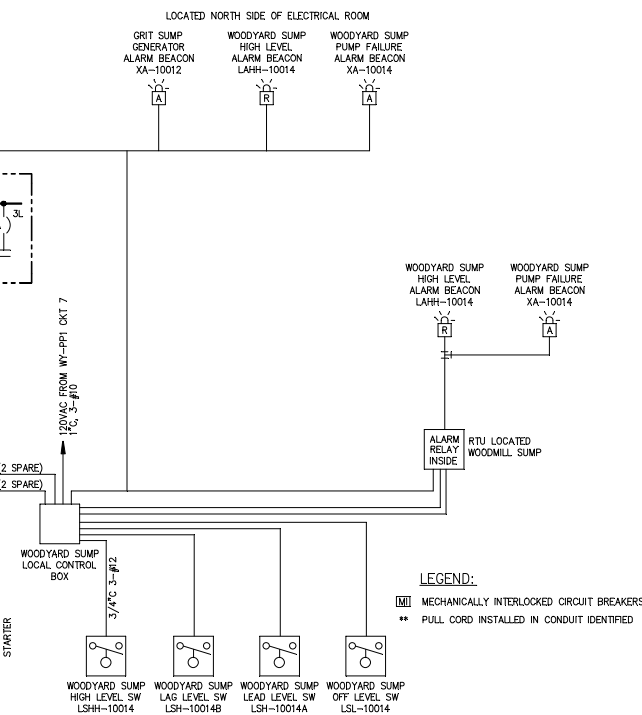 LOCATED NORTH SIDE OF ELECTRICAL ROOM
GRIT SUMP
GENERATOR
ALARM BEACON
XA-10012
A
WOODYARD SUMP
HIGH LEVEL
ALARM BEACON
LAHH-10014
R
WOODYARD SUMP
PUMP FAILURE
ALARM BEACON
XA-10014
A
3L
WOODYARD SUMP
HIGH LEVEL
ALARM BEACON
LAHH-10014
R
WOODYARD SUMP
PUMP FAILURE
ALARM BEACON
XA-10014
A
120VAC FROM WY-PP1 CKT 7
1"C, 3-#10
ALARM
RELAY
INSIDE
RTU LOCATED
WOODMILL SUMP
(2 SPARE)
(2 SPARE)
WOODYARD SUMP
LOCAL CONTROL
BOX
3/4"C 3-#12
LEGEND:
MI MECHANICALLY INTERLOCKED CIRCUIT BREAKERS
** PULL CORD INSTALLED IN CONDUIT IDENTIFIED
STARTER
WOODYARD SUMP
HIGH LEVEL SW
LSHH-10014
WOODYARD SUMP
LAG LEVEL SW
LSH-10014B
WOODYARD SUMP
LEAD LEVEL SW
LSH-10014A
WOODYARD SUMP
OFF LEVEL SW
LSL-10014